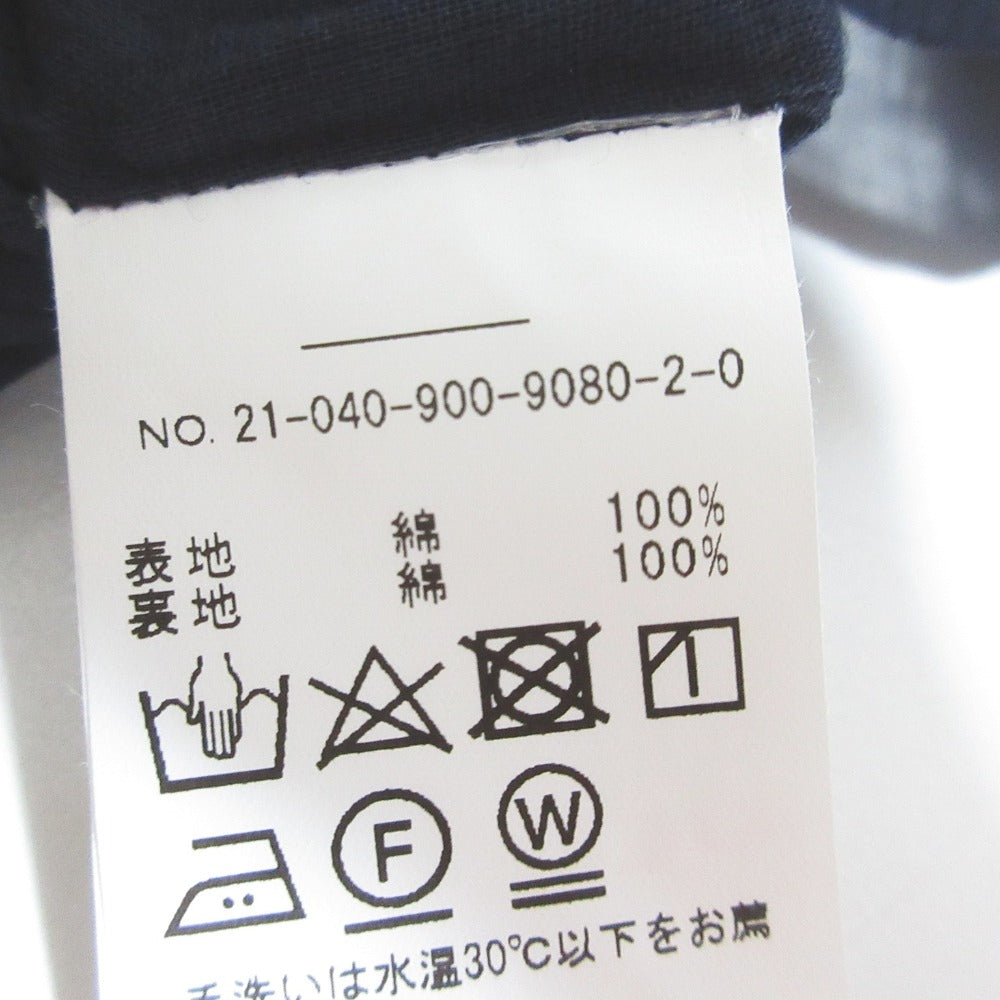 NO. 21-040-900-9080-2-0
表地 綿 100%
裏地 綿 100%
F W
手洗いは水温30℃以下をお薦